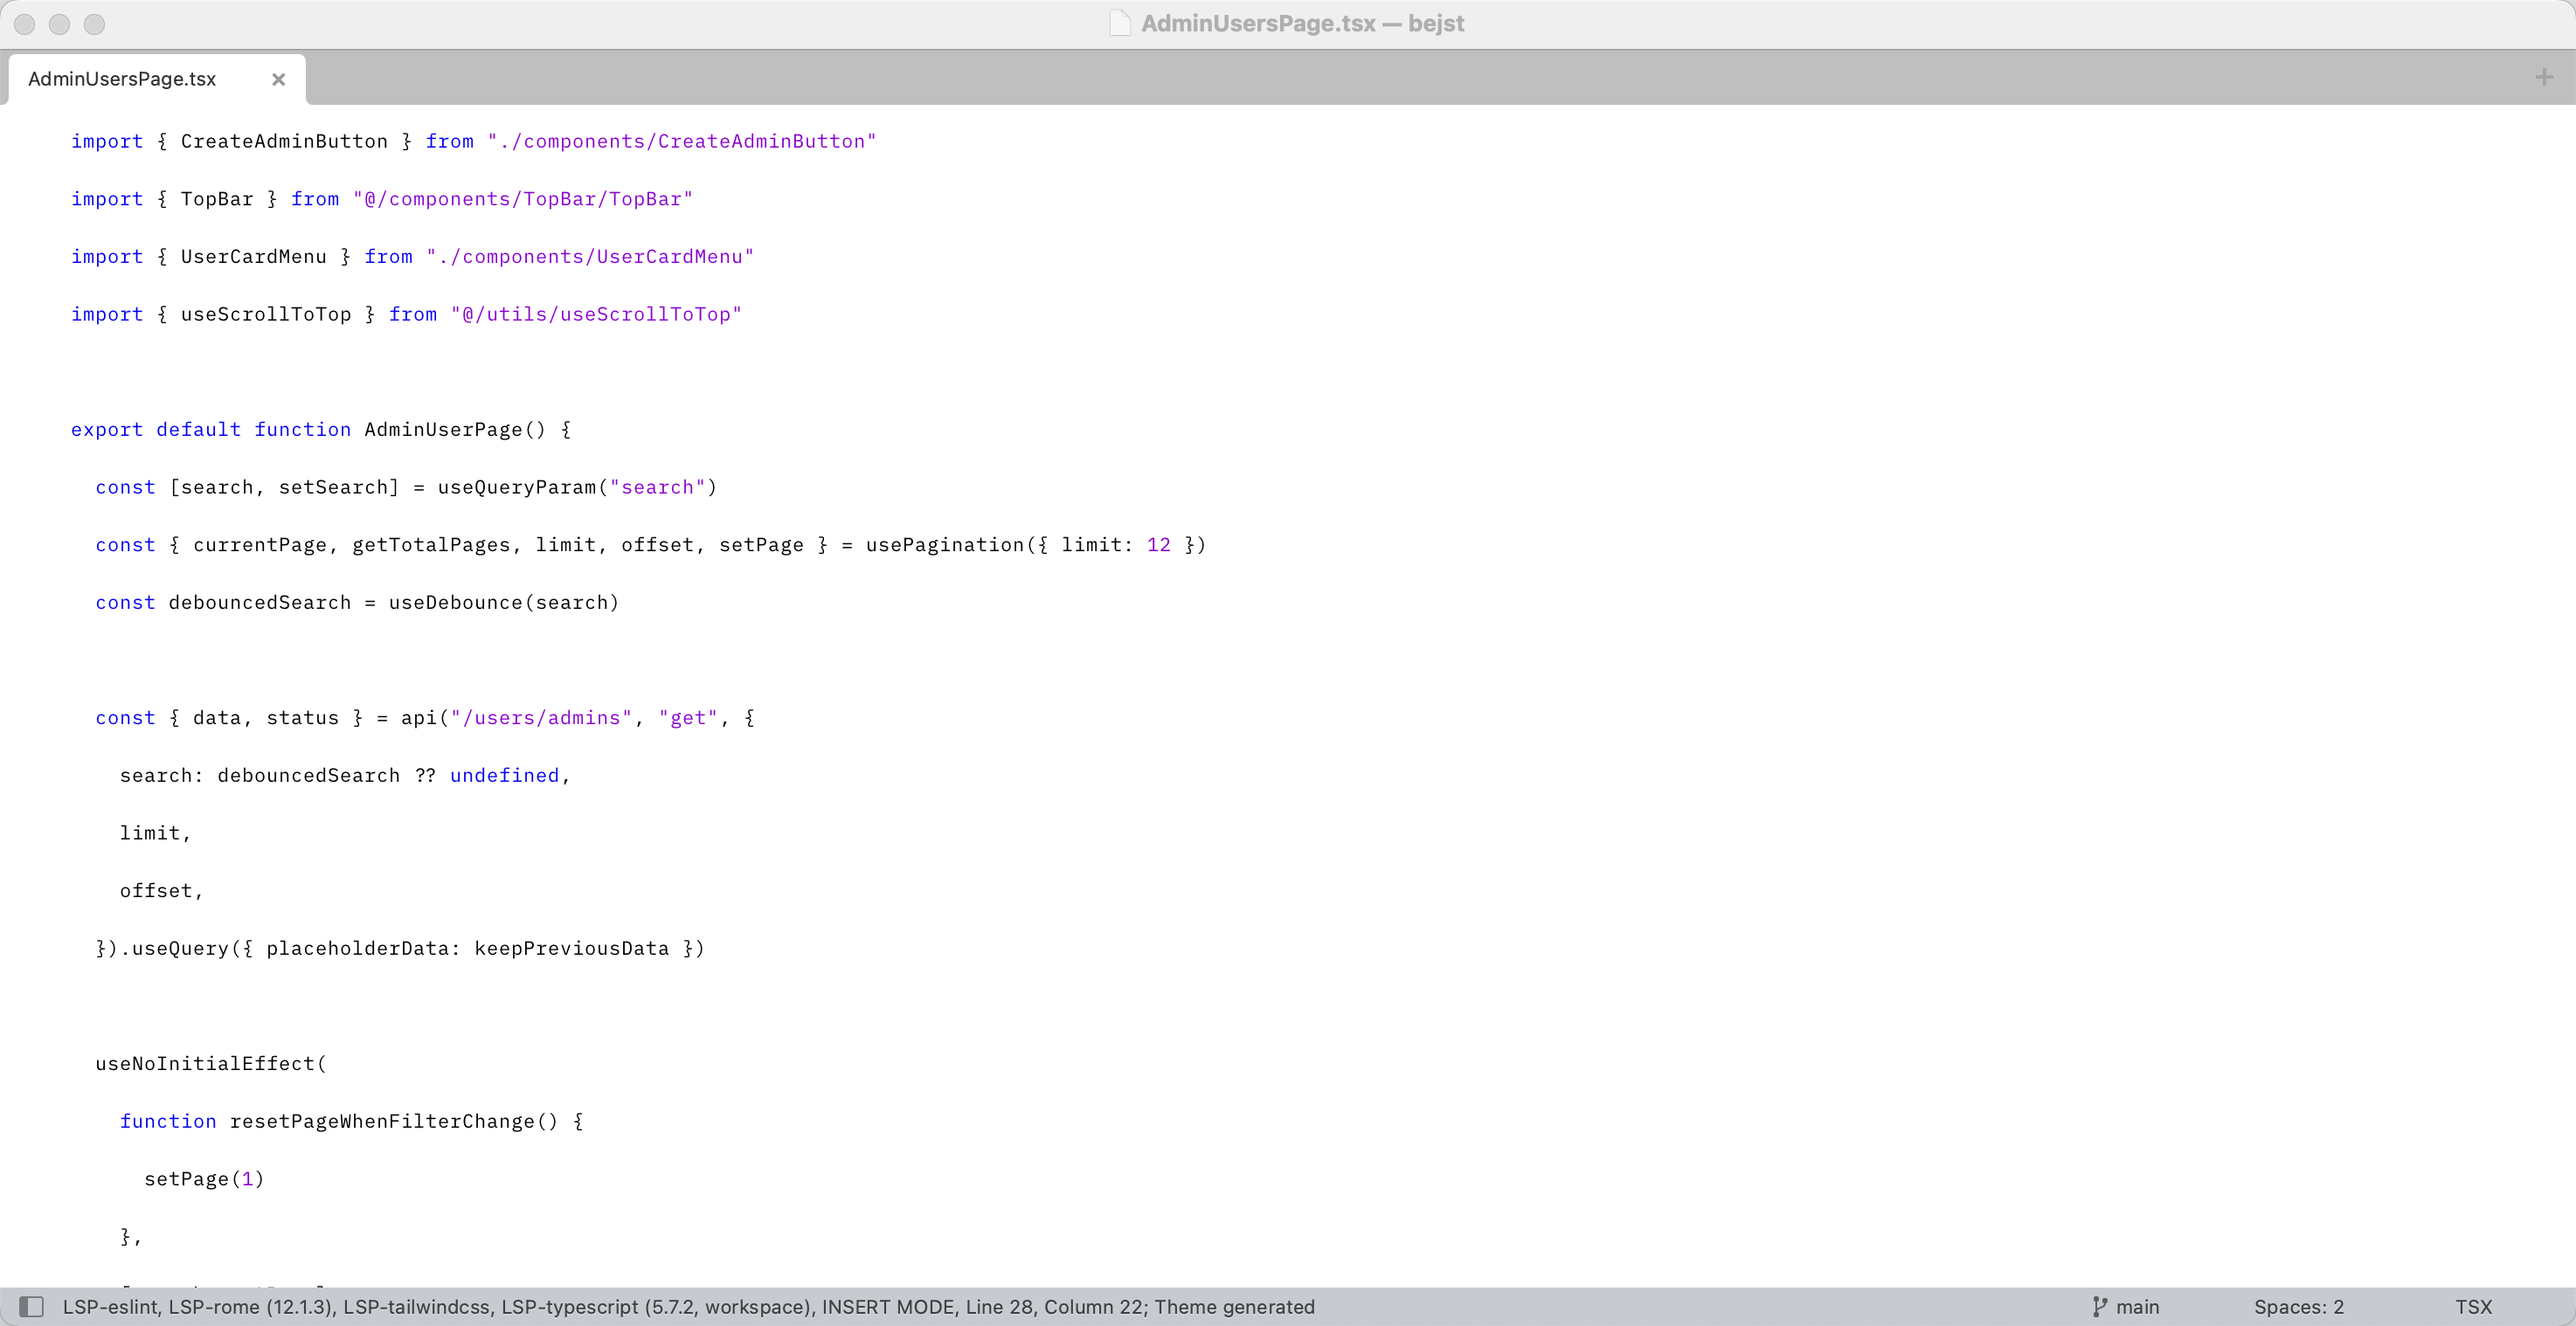 AdminUsersPage.tsx — bejst
AdminUsersPage.tsx
import { CreateAdminButton } from "./components/CreateAdminButton"
import { TopBar } from "@/components/TopBar/TopBar"
import { UserCardMenu } from "./components/UserCardMenu"
import { useScrollToTop } from "@/utils/useScrollToTop"
export default function AdminUserPage() {
const [search, setSearch] = useQueryParam("search")
const { currentPage, getTotalPages, limit, offset, setPage } = usePagination({ limit: 12 })
const debouncedSearch = useDebounce(search)
const { data, status } = api("/users/admins", "get", {
search: debouncedSearch ?? undefined,
limit,
offset,
}).useQuery({ placeholderData: keepPreviousData })
useNoInitialEffect(
function resetPageWhenFilterChange() {
setPage(1)
},
LSP-eslint, LSP-rome (12.1.3), LSP-tailwindcss, LSP-typescript (5.7.2, workspace), INSERT MODE, Line 28, Column 22; Theme generated
main
Spaces: 2
TSX